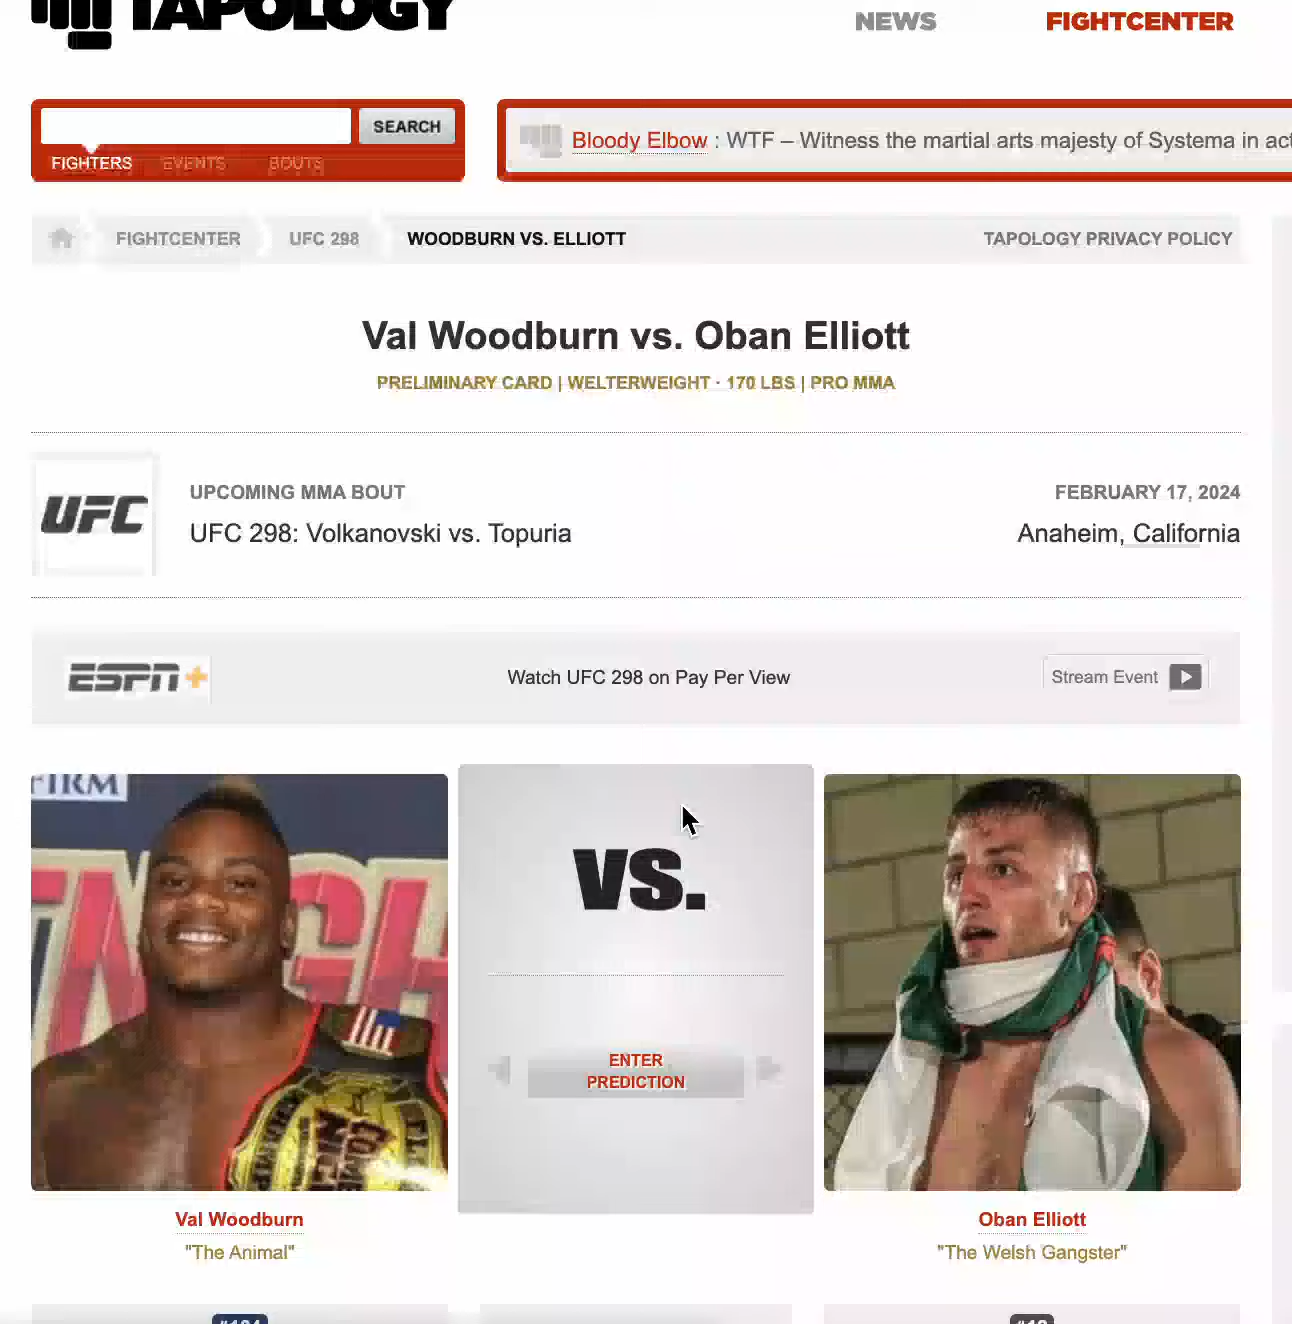 TAPOLOGY
NEWS
FIGHTCENTER
SEARCH
FIGHTERS EVENTS BOUTS
Bloody Elbow : WTF – Witness the martial arts majesty of Systema in
FIGHTCENTER UFC 298 WOODBURN VS. ELLIOTT TAPOLOGY PRIVACY POLICY
Val Woodburn vs. Oban Elliott
PRELIMINARY CARD | WELTERWEIGHT · 170 LBS | PRO MMA
UFC
UPCOMING MMA BOUT
FEBRUARY 17, 2024
UFC 298: Volkanovski vs. Topuria
Anaheim, California
ESPN+
Watch UFC 298 on Pay Per View
Stream Event
VS.
ENTER
PREDICTION
Val Woodburn
"The Animal"
Oban Elliott
"The Welsh Gangster"